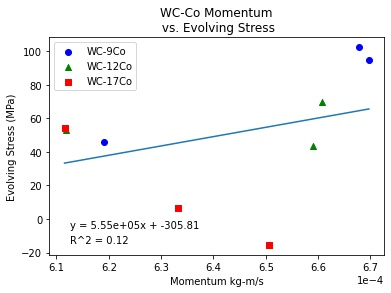 WC-Co Momentum
vs. Evolving Stress
WC-9Co
WC-12Co
WC-17Co
Evolving Stress (MPa)
100
80
60
40
20
0
−20
y = 5.55e+05x + -305.81
R^2 = 0.12
6.1 6.2 6.3 6.4 6.5 6.6 6.7
1e−4
Momentum kg-m/s